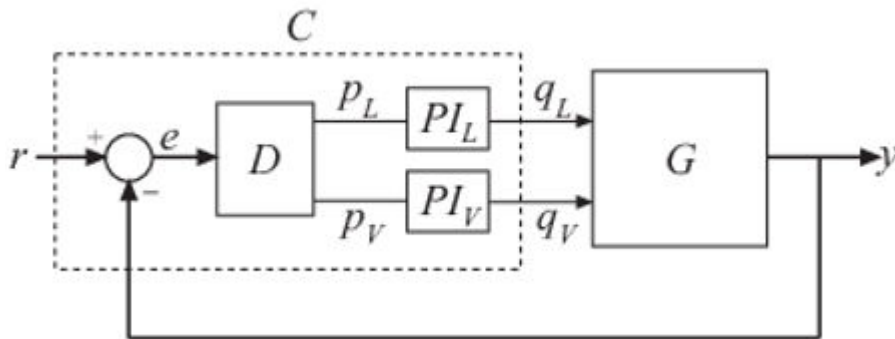 C
p_L PI_L q_L
r + e D G y
−
p_V PI_V q_V